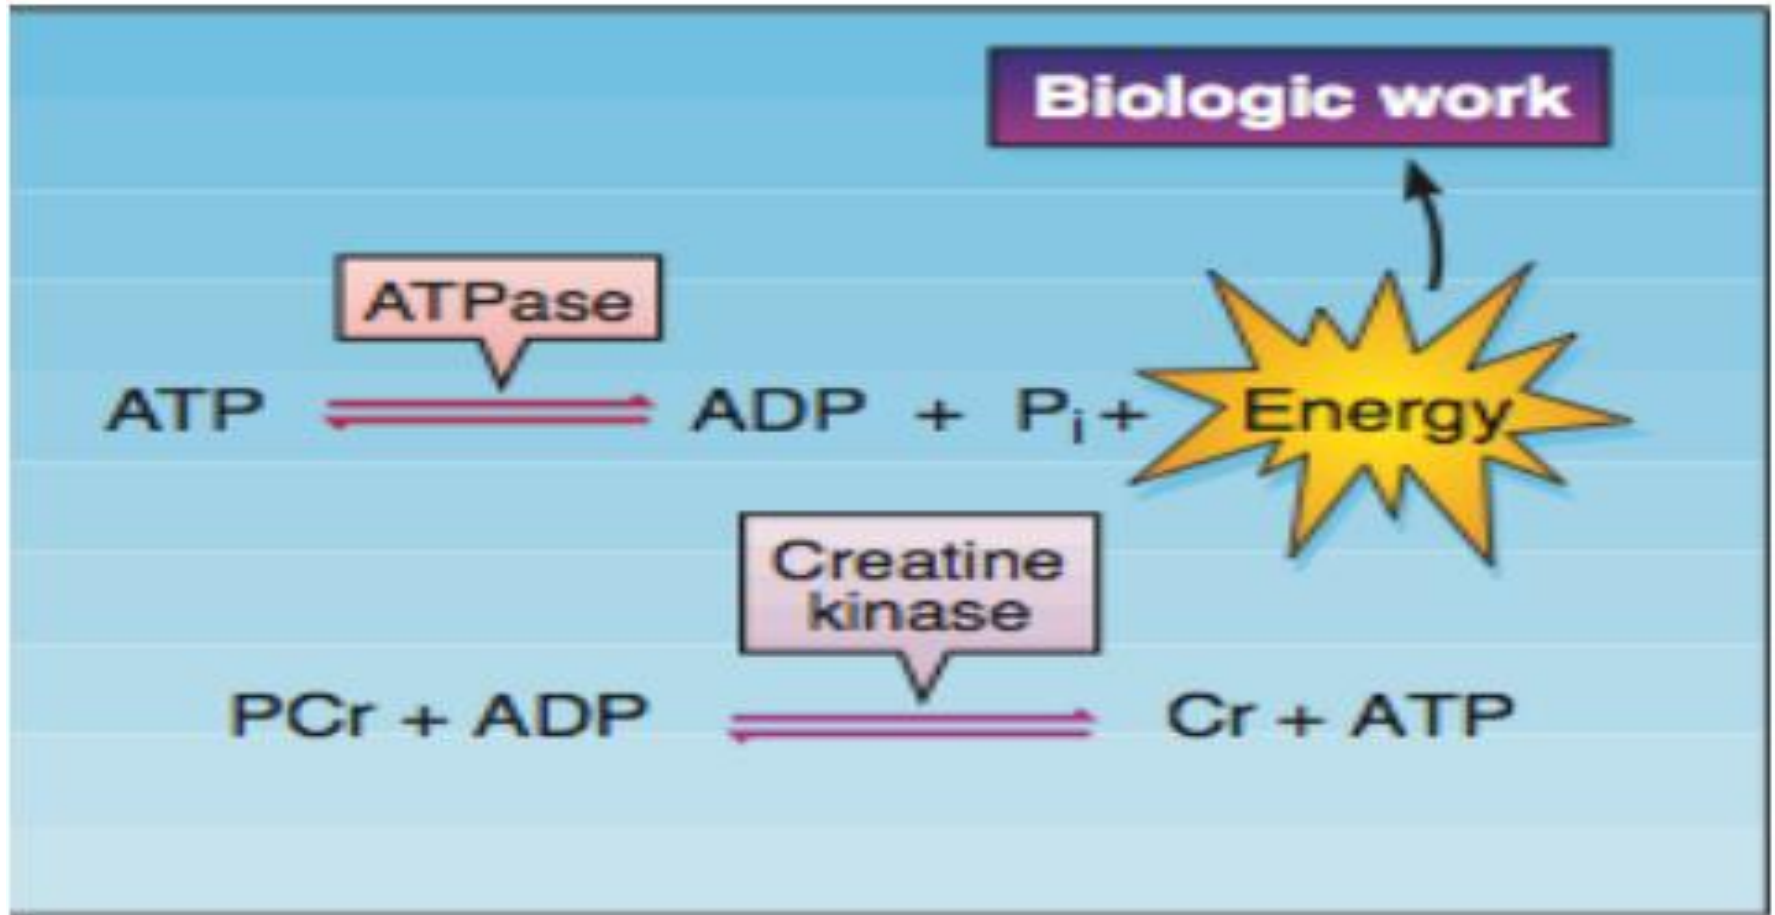 Biologic work
ATPase
ATP ⇌ ADP + Pi + Energy
Creatine
kinase
PCr + ADP ⇌ Cr + ATP